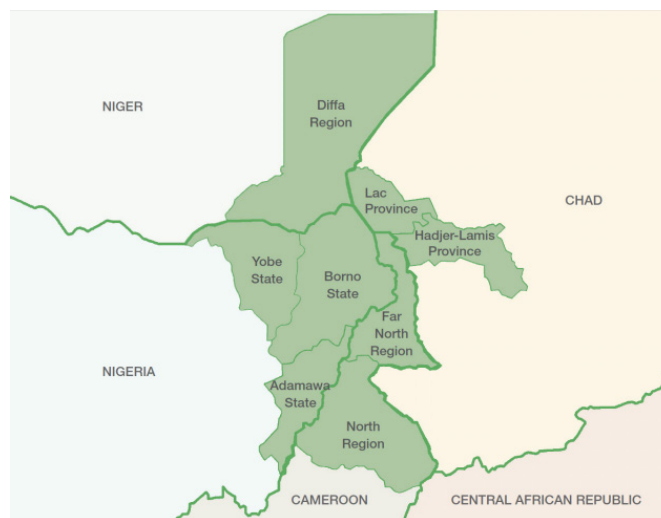 NIGER
Diffa
Region
Lac
Province
CHAD
Hadjer-Lamis
Province
Yobe
State
Borno
State
Far
North
Region
NIGERIA
Adamawa
State
North
Region
CAMEROON
CENTRAL AFRICAN REPUBLIC